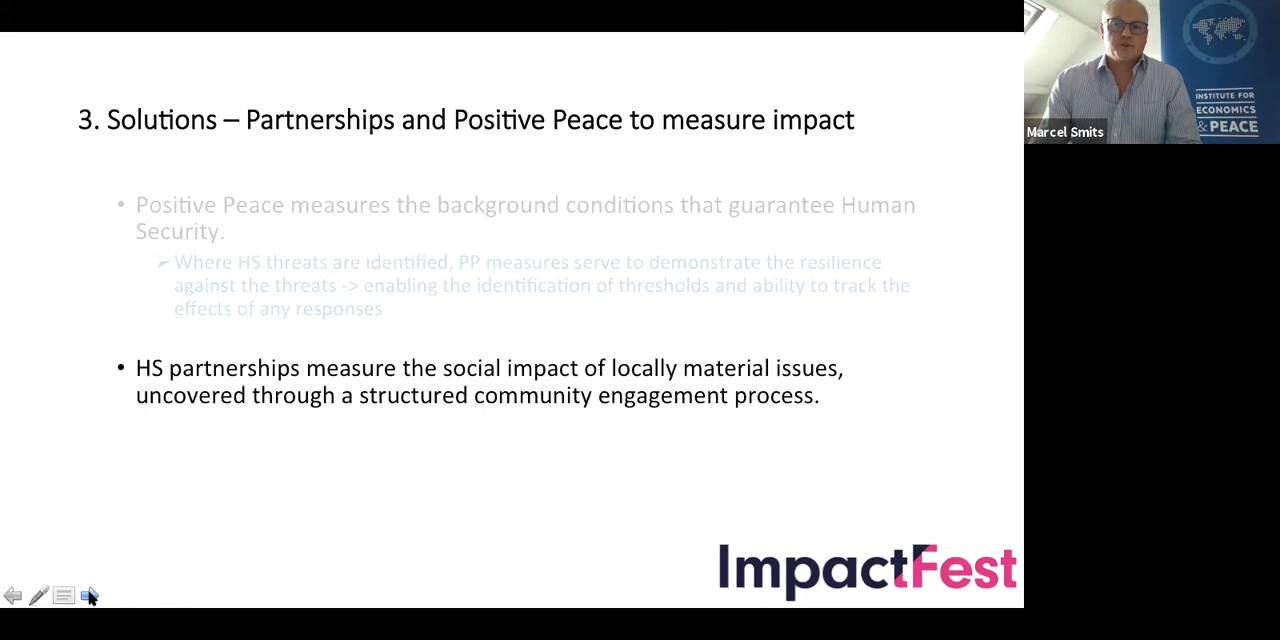 3. Solutions – Partnerships and Positive Peace to measure impact
• Positive Peace measures the background conditions that guarantee Human
Security.
➢ Where HS threats are identified, PP measures serve to demonstrate the resilience
against the threats -> enabling the identification of thresholds and ability to track the
effects of any responses.
• HS partnerships measure the social impact of locally material issues,
uncovered through a structured community engagement process.
ImpactFest
INSTITUTE FOR
ECONOMICS
& PEACE
Marcel Smits